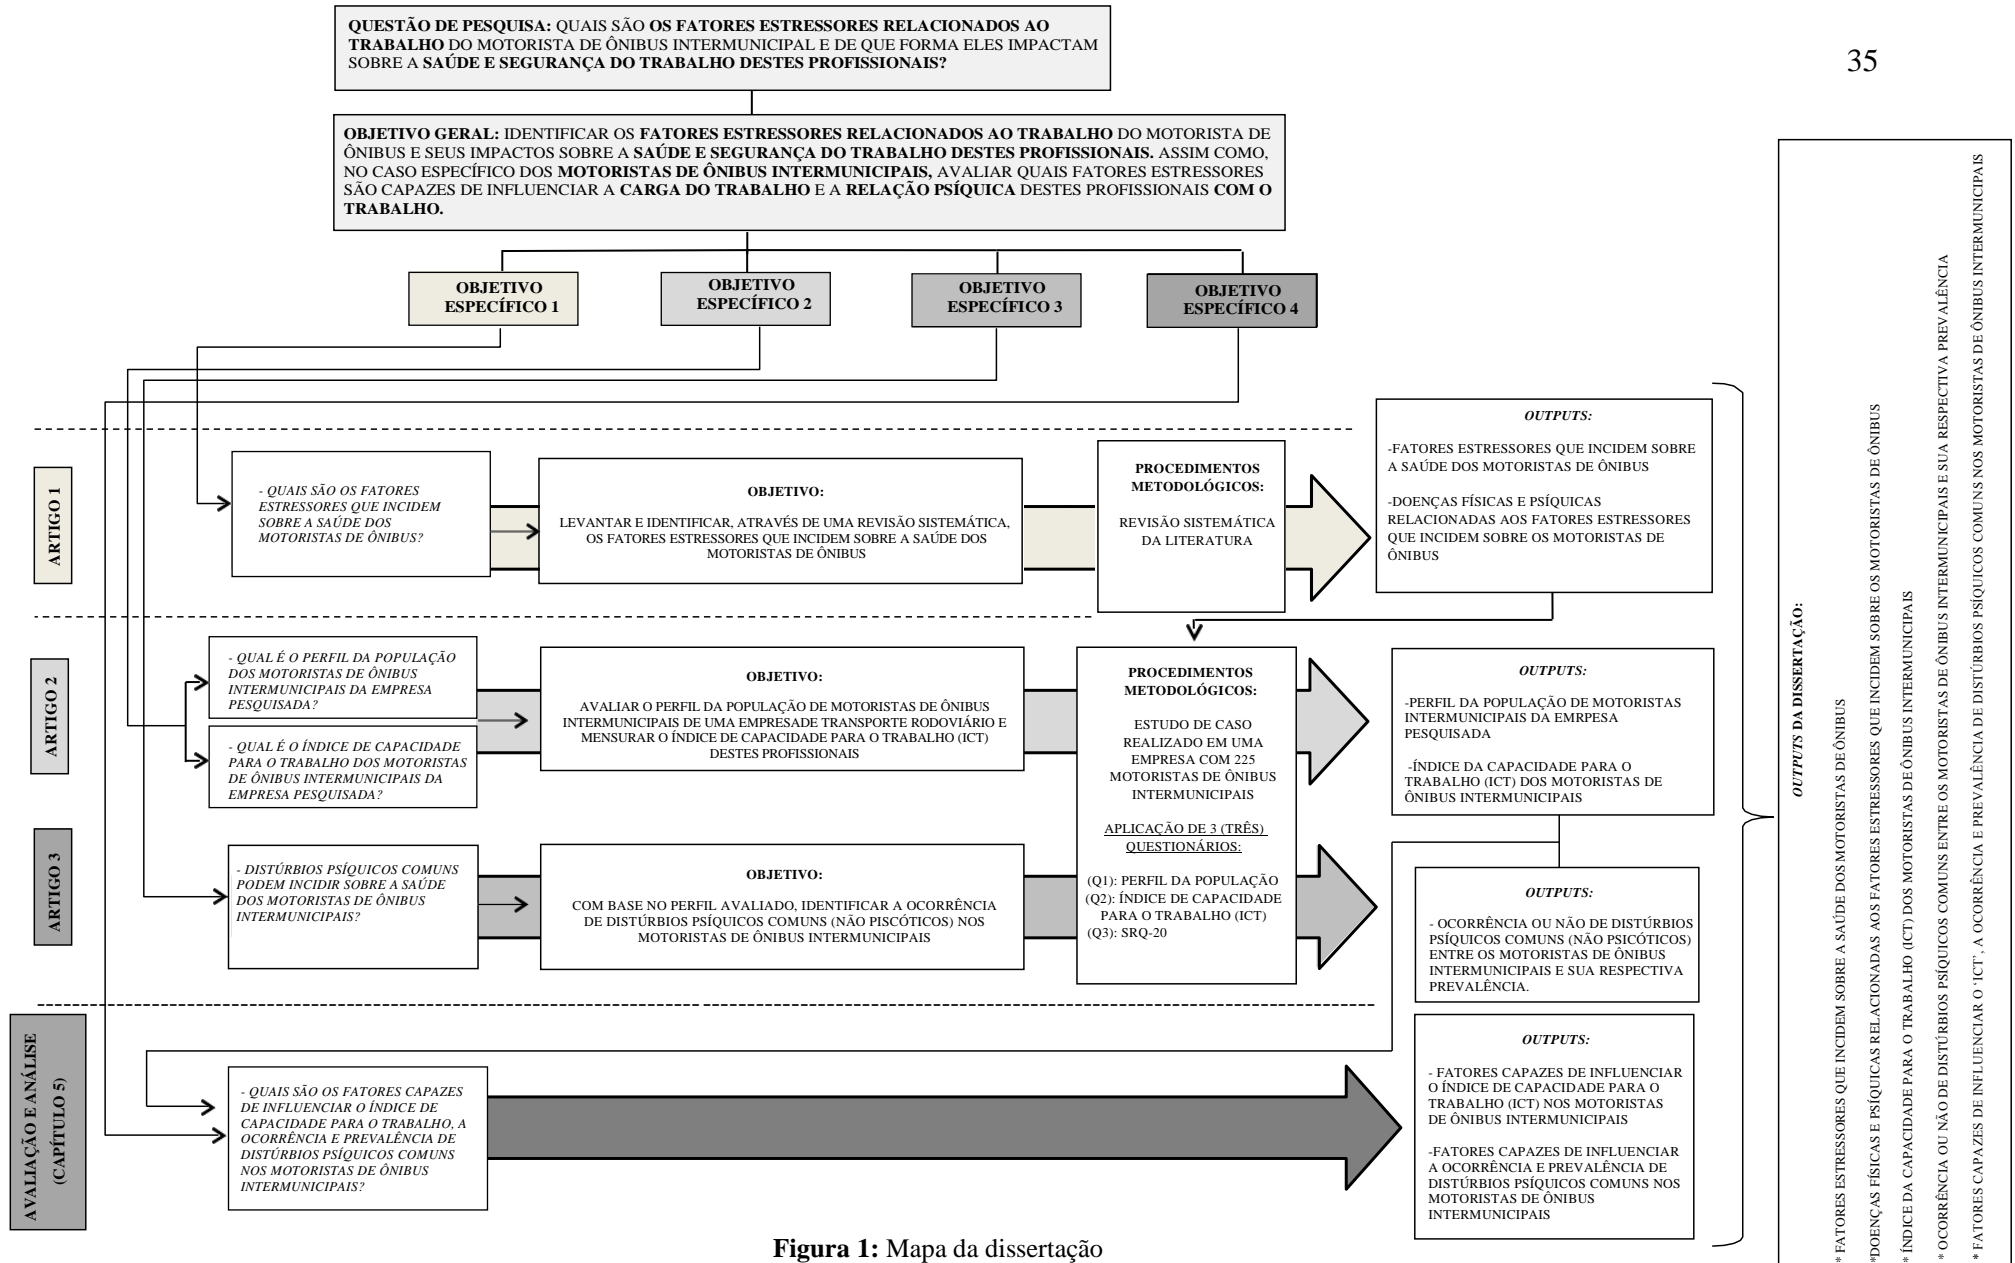 35
QUESTÃO DE PESQUISA: QUAIS SÃO OS FATORES ESTRESSORES RELACIONADOS AO
TRABALHO DO MOTORISTA DE ÔNIBUS INTERMUNICIPAL E DE QUE FORMA ELES IMPACTAM
SOBRE A SAÚDE E SEGURANÇA DO TRABALHO DESTES PROFISSIONAIS?
OBJETIVO GERAL: IDENTIFICAR OS FATORES ESTRESSORES RELACIONADOS AO TRABALHO DO MOTORISTA DE
ÔNIBUS E SEUS IMPACTOS SOBRE A SAÚDE E SEGURANÇA DO TRABALHO DESTES PROFISSIONAIS. ASSIM COMO,
NO CASO ESPECÍFICO DOS MOTORISTAS DE ÔNIBUS INTERMUNICIPAIS, AVALIAR QUAIS FATORES ESTRESSORES
SÃO CAPAZES DE INFLUENCIAR A CARGA DO TRABALHO E A RELAÇÃO PSÍQUICA DESTES PROFISSIONAIS COM O
TRABALHO.
OBJETIVO
ESPECÍFICO 1
OBJETIVO
ESPECÍFICO 2
OBJETIVO
ESPECÍFICO 3
OBJETIVO
ESPECÍFICO 4
ARTIGO 1
- QUAIS SÃO OS FATORES
ESTRESSORES QUE INCIDEM
SOBRE A SAÚDE DOS
MOTORISTAS DE ÔNIBUS?
OBJETIVO:
LEVANTAR E IDENTIFICAR, ATRAVÉS DE UMA REVISÃO SISTEMÁTICA,
OS FATORES ESTRESSORES QUE INCIDEM SOBRE A SAÚDE DOS
MOTORISTAS DE ÔNIBUS
PROCEDIMENTOS
METODOLÓGICOS:
REVISÃO SISTEMÁTICA
DA LITERATURA
OUTPUTS:
-FATORES ESTRESSORES QUE INCIDEM SOBRE
A SAÚDE DOS MOTORISTAS DE ÔNIBUS
-DOENÇAS FÍSICAS E PSÍQUICAS
RELACIONADAS AOS FATORES ESTRESSORES
QUE INCIDEM SOBRE OS MOTORISTAS DE
ÔNIBUS
ARTIGO 2
- QUAL É O PERFIL DA POPULAÇÃO
DOS MOTORISTAS DE ÔNIBUS
INTERMUNICIPAIS DA EMPRESA
PESQUISADA?
- QUAL É O ÍNDICE DE CAPACIDADE
PARA O TRABALHO DOS MOTORISTAS
DE ÔNIBUS INTERMUNICIPAIS DA
EMPRESA PESQUISADA?
OBJETIVO:
AVALIAR O PERFIL DA POPULAÇÃO DE MOTORISTAS DE ÔNIBUS
INTERMUNICIPAIS DE UMA EMPRESADE TRANSPORTE RODOVIÁRIO E
MENSURAR O ÍNDICE DE CAPACIDADE PARA O TRABALHO (ICT)
DESTES PROFISSIONAIS
PROCEDIMENTOS
METODOLÓGICOS:
ESTUDO DE CASO
REALIZADO EM UMA
EMPRESA COM 225
MOTORISTAS DE ÔNIBUS
INTERMUNICIPAIS
APLICAÇÃO DE 3 (TRÊS)
QUESTIONÁRIOS:
(Q1): PERFIL DA POPULAÇÃO
(Q2): ÍNDICE DE CAPACIDADE
PARA O TRABALHO (ICT)
(Q3): SRQ-20
OUTPUTS:
-PERFIL DA POPULAÇÃO DE MOTORISTAS
INTERMUNICIPAIS DA EMRPESA
PESQUISADA
-ÍNDICE DA CAPACIDADE PARA O
TRABALHO (ICT) DOS MOTORISTAS DE
ÔNIBUS INTERMUNICIPAIS
ARTIGO 3
- DISTÚRBIOS PSÍQUICOS COMUNS
PODEM INCIDIR SOBRE A SAÚDE
DOS MOTORISTAS DE ÔNIBUS
INTERMUNICIPAIS?
OBJETIVO:
COM BASE NO PERFIL AVALIADO, IDENTIFICAR A OCORRÊNCIA
DE DISTÚRBIOS PSÍQUICOS COMUNS (NÃO PISCÓTICOS) NOS
MOTORISTAS DE ÔNIBUS INTERMUNICIPAIS
OUTPUTS:
- OCORRÊNCIA OU NÃO DE DISTÚRBIOS
PSÍQUICOS COMUNS (NÃO PSICÓTICOS)
ENTRE OS MOTORISTAS DE ÔNIBUS
INTERMUNICIPAIS E SUA RESPECTIVA
PREVALÊNCIA.
AVALIAÇÃO E ANÁLISE
(CAPÍTULO 5)
- QUAIS SÃO OS FATORES CAPAZES
DE INFLUENCIAR O ÍNDICE DE
CAPACIDADE PARA O TRABALHO, A
OCORRÊNCIA E PREVALÊNCIA DE
DISTÚRBIOS PSÍQUICOS COMUNS
NOS MOTORISTAS DE ÔNIBUS
INTERMUNICIPAIS?
OUTPUTS:
- FATORES CAPAZES DE INFLUENCIAR
O ÍNDICE DE CAPACIDADE PARA O
TRABALHO (ICT) NOS MOTORISTAS
DE ÔNIBUS INTERMUNICIPAIS
-FATORES CAPAZES DE INFLUENCIAR
A OCORRÊNCIA E PREVALÊNCIA DE
DISTÚRBIOS PSÍQUICOS COMUNS NOS
MOTORISTAS DE ÔNIBUS
INTERMUNICIPAIS
OUTPUTS DA DISSERTAÇÃO:
* FATORES ESTRESSORES QUE INCIDEM SOBRE A SAÚDE DOS MOTORISTAS DE ÔNIBUS
*DOENÇAS FÍSICAS E PSÍQUICAS RELACIONADAS AOS FATORES ESTRESSORES QUE INCIDEM SOBRE OS MOTORISTAS DE ÔNIBUS
* ÍNDICE DA CAPACIDADE PARA O TRABALHO (ICT) DOS MOTORISTAS DE ÔNIBUS INTERMUNICIPAIS
* OCORRÊNCIA OU NÃO DE DISTÚRBIOS PSÍQUICOS COMUNS ENTRE OS MOTORISTAS DE ÔNIBUS INTERMUNICIPAIS E SUA RESPECTIVA PREVALÊNCIA
* FATORES CAPAZES DE INFLUENCIAR O 'ICT', A OCORRÊNCIA E PREVALÊNCIA DE DISTÚRBIOS PSÍQUICOS COMUNS NOS MOTORISTAS DE ÔNIBUS INTERMUNICIPAIS
Figura 1: Mapa da dissertação